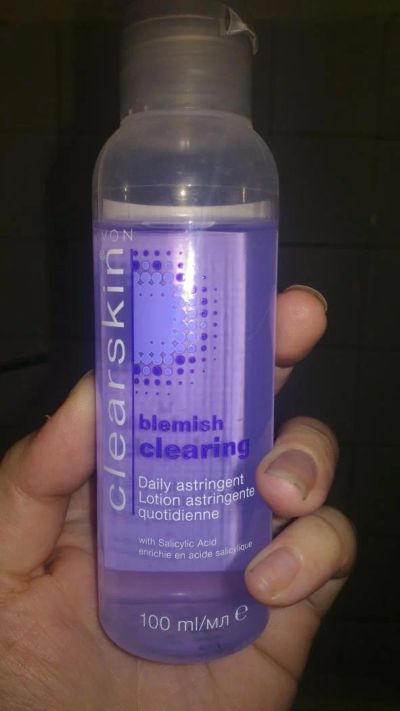 AVON
clearskin
blemish
clearing
Daily astringent
Lotion astringente
quotidienne
with Salicylic Acid
enrichie en acide salicylique
100 ml/мл e